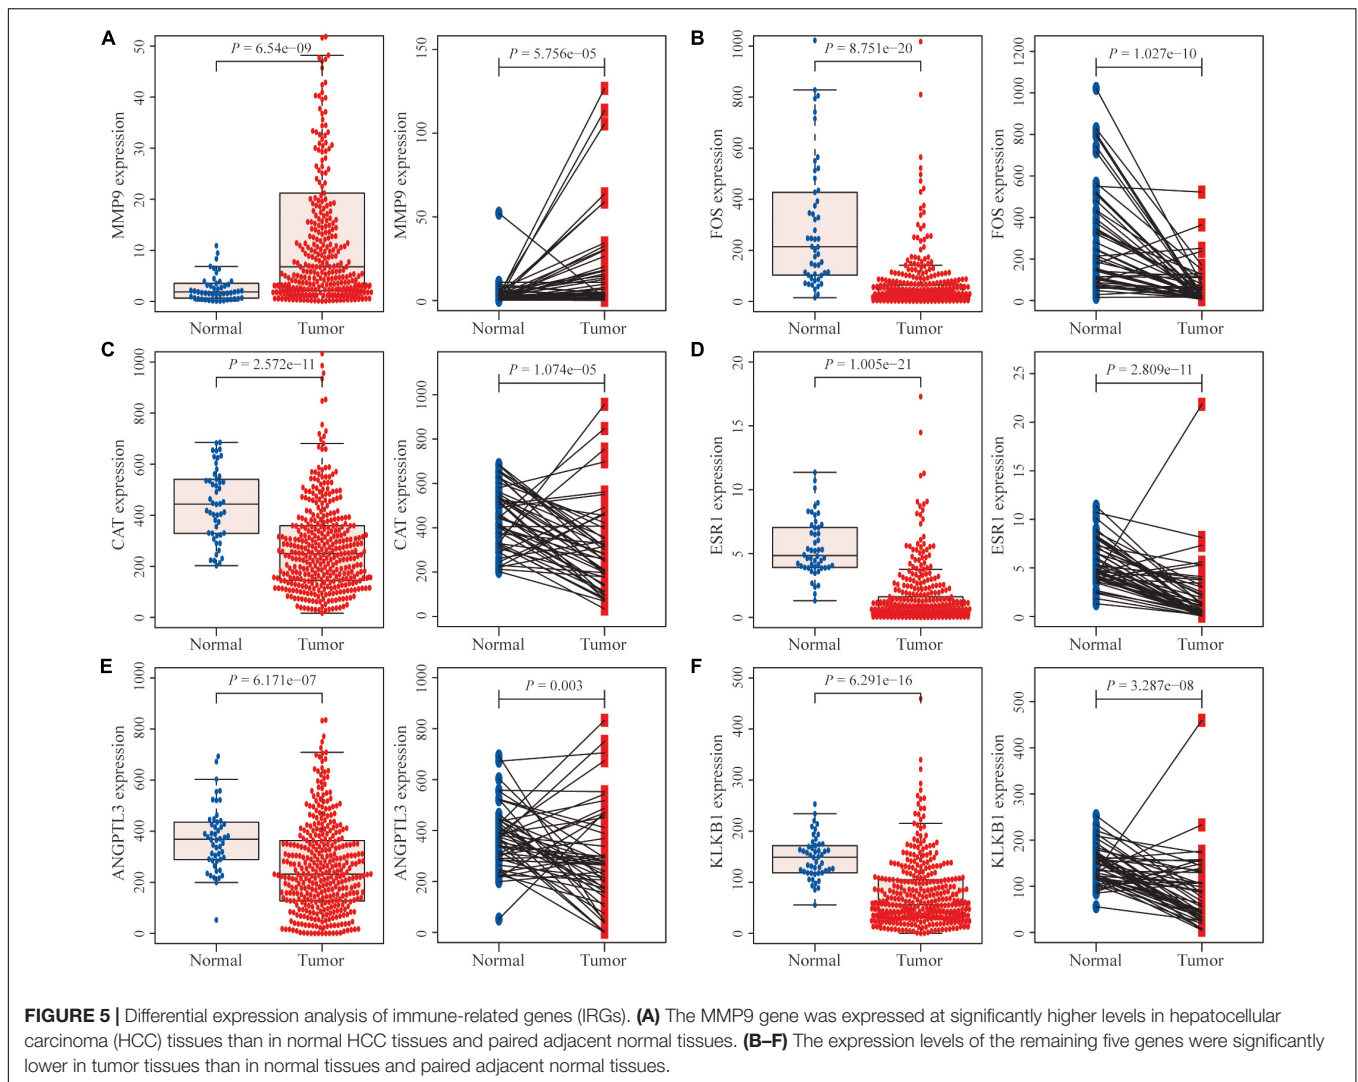 A
P = 6.54e−09
MMP9 expression
0
10
20
30
40
50
Normal
Tumor
P = 5.756e−05
MMP9 expression
0
50
100
150
Normal
Tumor
B
P = 8.751e−20
FOS expression
0
200
400
600
800
1000
Normal
Tumor
P = 1.027e−10
FOS expression
0
200
400
600
800
1000
1200
Normal
Tumor
C
P = 2.572e−11
CAT expression
0
200
400
600
800
1000
Normal
Tumor
P = 1.074e−05
CAT expression
0
200
400
600
800
1000
Normal
Tumor
D
P = 1.005e−21
ESR1 expression
0
5
10
15
20
Normal
Tumor
P = 2.809e−11
ESR1 expression
0
5
10
15
20
25
Normal
Tumor
E
P = 6.171e−07
ANGPTL3 expression
0
200
400
600
800
1000
Normal
Tumor
P = 0.003
ANGPTL3 expression
0
200
400
600
800
1000
Normal
Tumor
F
P = 6.291e−16
KLKB1 expression
0
100
200
300
400
500
Normal
Tumor
P = 3.287e−08
KLKB1 expression
0
100
200
300
400
500
Normal
Tumor
FIGURE 5 | Differential expression analysis of immune-related genes (IRGs). (A) The MMP9 gene was expressed at significantly higher levels in hepatocellular
carcinoma (HCC) tissues than in normal HCC tissues and paired adjacent normal tissues. (B–F) The expression levels of the remaining five genes were significantly
lower in tumor tissues than in normal tissues and paired adjacent normal tissues.